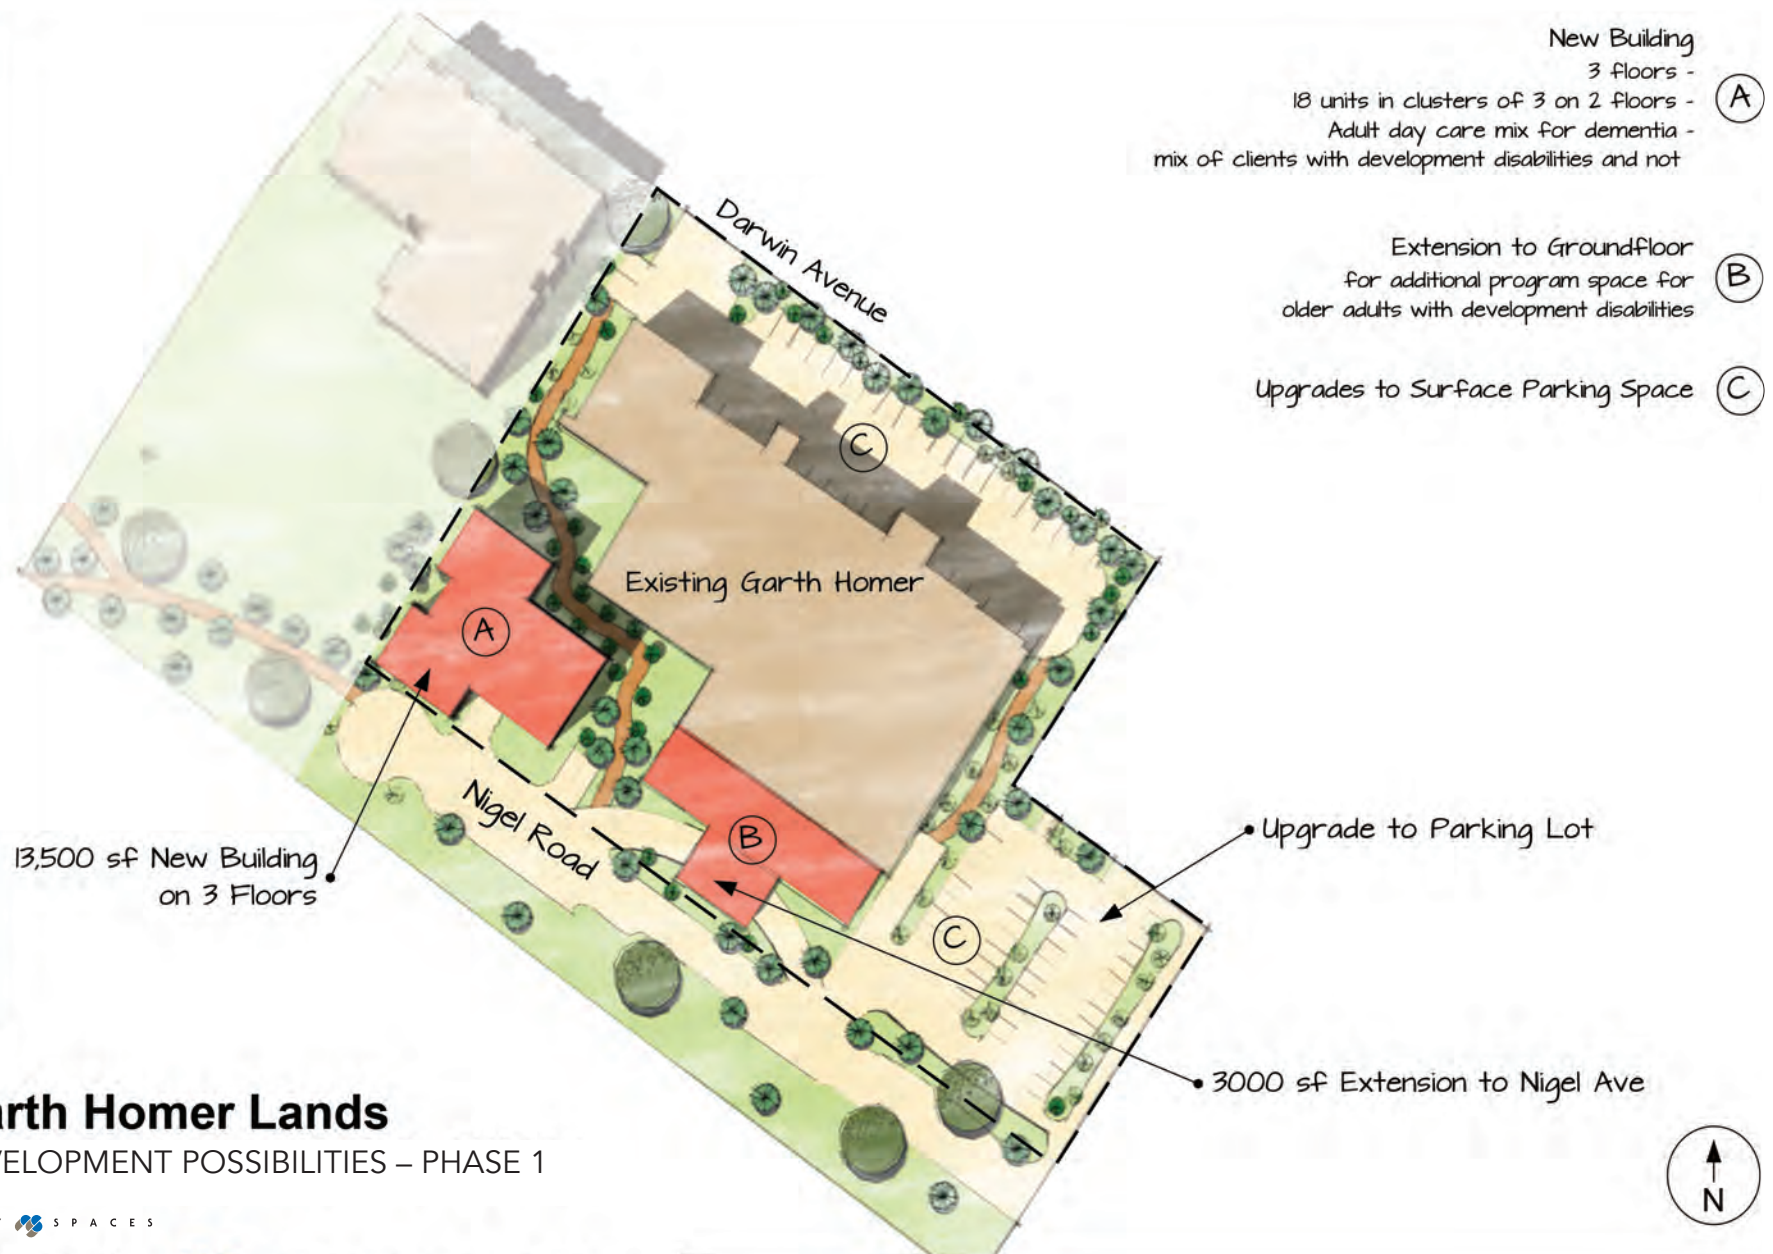 New Building
3 floors -
18 units in clusters of 3 on 2 floors -
Adult day care mix for dementia -
mix of clients with development disabilities and not
A
Extension to Groundfloor
for additional program space for
older adults with development disabilities
B
Upgrades to Surface Parking Space
C
Darwin Avenue
C
Existing Garth Homer
A
Nigel Road
B
C
13,500 sf New Building
on 3 Floors
Upgrade to Parking Lot
3000 sf Extension to Nigel Ave
arth Homer Lands
VELOPMENT POSSIBILITIES – PHASE 1
SPACES
N